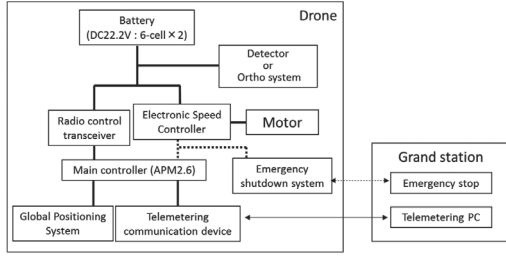 Drone
Battery
(DC22.2V : 6-cell×2)
Detector
or
Ortho system
Radio control
transceiver
Electronic Speed
Controller
Motor
Main controller (APM2.6)
Emergency
shutdown system
Global Positioning
System
Telemetering
communication device
Grand station
Emergency stop
Telemetering PC